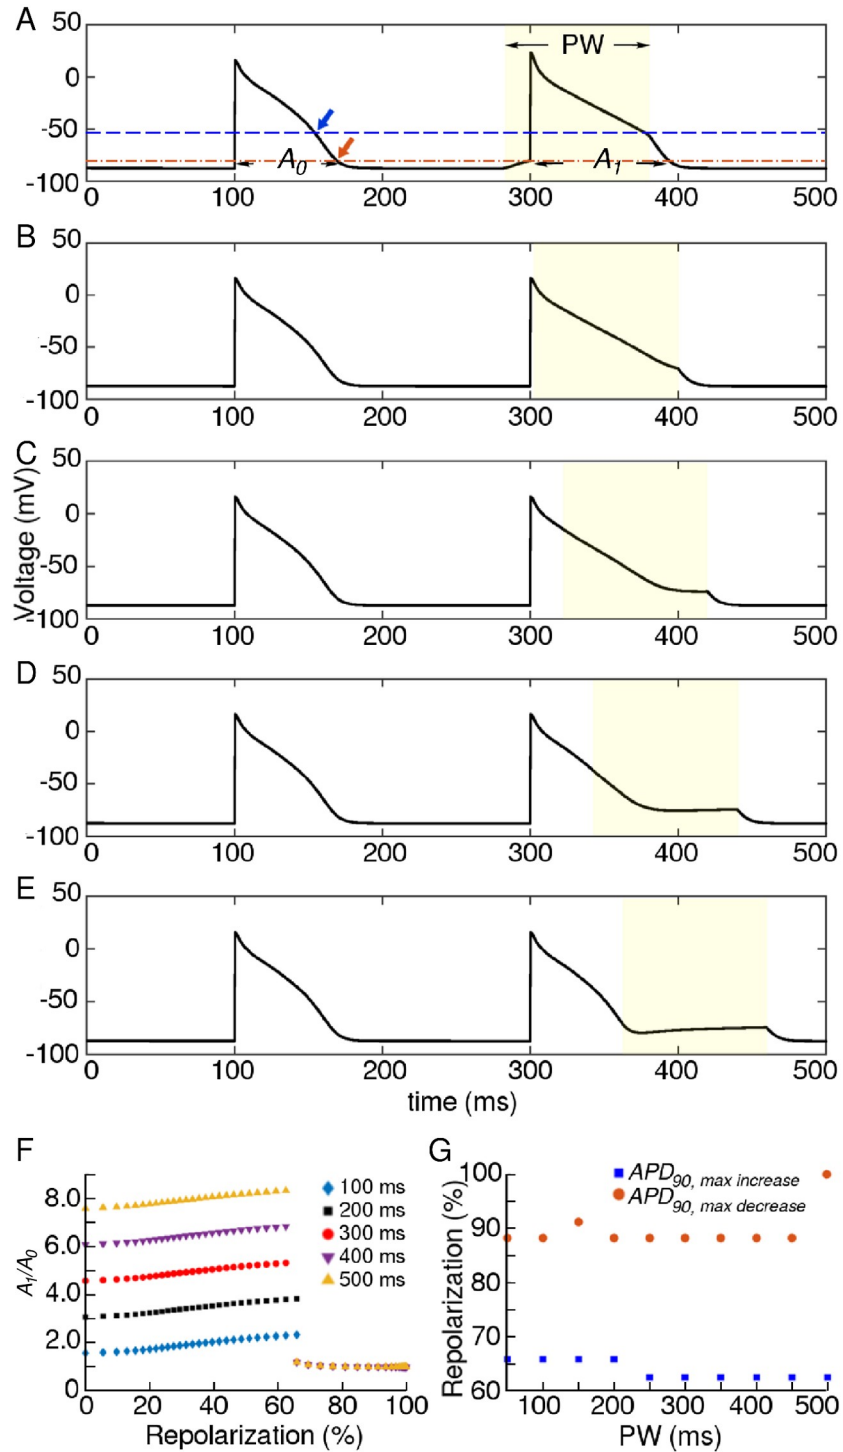 A
50
0
-50
-100
PW
A0
A1
0 100 200 300 400 500
B
50
0
-50
-100
0 100 200 300 400 500
C
50
0
-50
-100
Voltage (mV)
0 100 200 300 400 500
D
50
0
-50
-100
0 100 200 300 400 500
E
50
0
-50
-100
0 100 200 300 400 500
time (ms)
F
A1/A0
8.0
6.0
4.0
2.0
0
100 ms
200 ms
300 ms
400 ms
500 ms
0 20 40 60 80 100
Repolarization (%)
G
Repolarization (%)
100
90
80
70
60
APD90, max increase
APD90, max decrease
100 200 300 400 500
PW (ms)